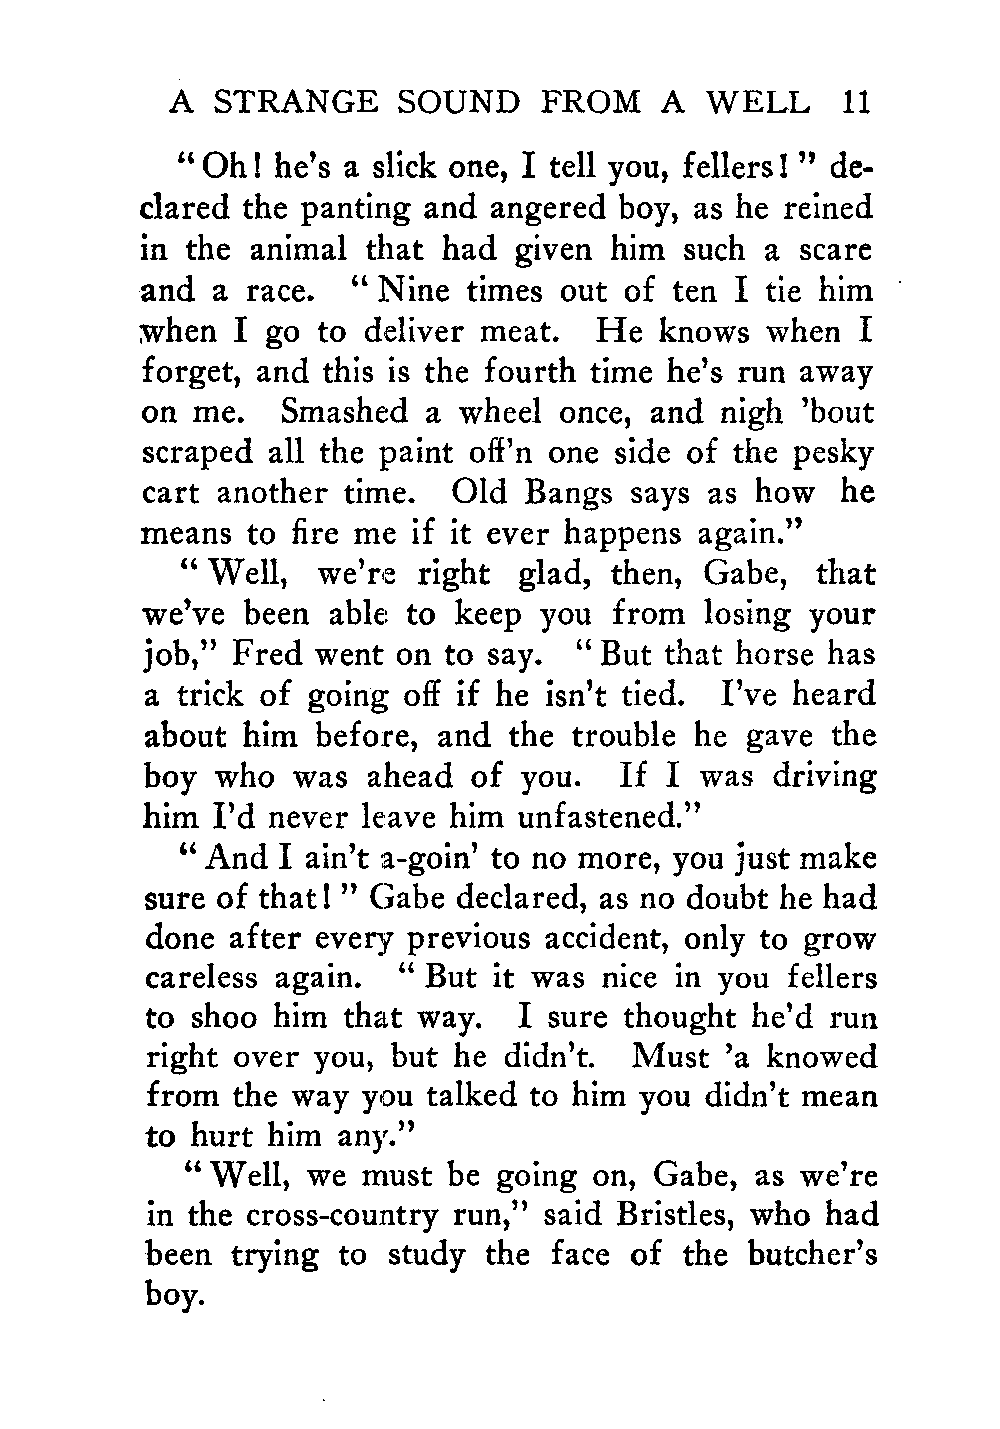 A STRANGE SOUND FROM A WELL 11
“Oh! he’s a slick one, I tell you, fellers!” de-
clared the panting and angered boy, as he reined
in the animal that had given him such a scare
and a race. “Nine times out of ten I tie him
when I go to deliver meat. He knows when I
forget, and this is the fourth time he’s run away
on me. Smashed a wheel once, and nigh ’bout
scraped all the paint off’n one side of the pesky
cart another time. Old Bangs says as how he
means to fire me if it ever happens again.”
“Well, we’re right glad, then, Gabe, that
we’ve been able to keep you from losing your
job,” Fred went on to say. “But that horse has
a trick of going off if he isn’t tied. I’ve heard
about him before, and the trouble he gave the
boy who was ahead of you. If I was driving
him I’d never leave him unfastened.”
“And I ain’t a-goin’ to no more, you just make
sure of that!” Gabe declared, as no doubt he had
done after every previous accident, only to grow
careless again. “But it was nice in you fellers
to shoo him that way. I sure thought he’d run
right over you, but he didn’t. Must ’a knowed
from the way you talked to him you didn’t mean
to hurt him any.”
“Well, we must be going on, Gabe, as we’re
in the cross-country run,” said Bristles, who had
been trying to study the face of the butcher’s
boy.